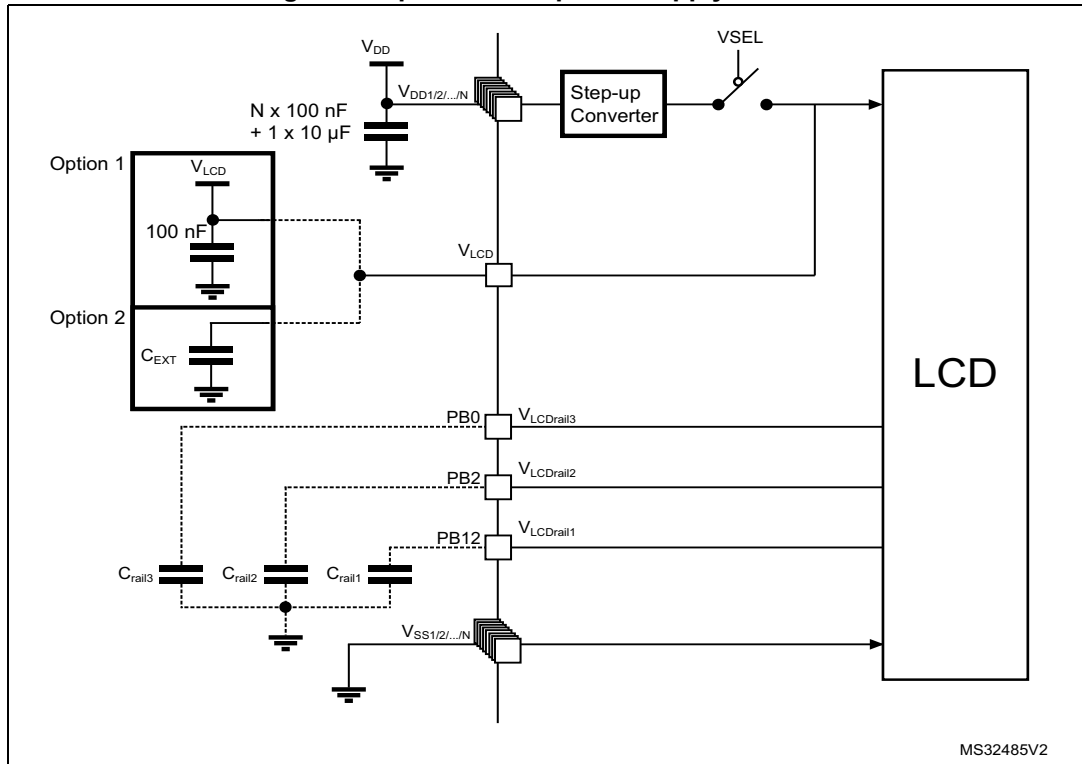 VSEL
VDD
VDD1/2/.../N
Step-up
Converter
N x 100 nF
+ 1 x 10 µF
Option 1
VLCD
100 nF
VLCD
Option 2
CEXT
LCD
PB0
VLCDrail3
PB2
VLCDrail2
PB12
VLCDrail1
Crail3
Crail2
Crail1
VSS1/2/.../N
MS32485V2